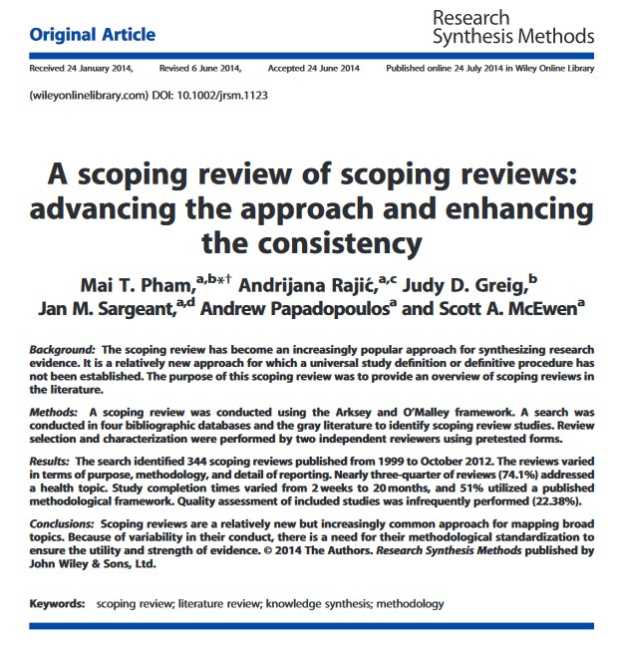 Original Article
Research
Synthesis Methods
Received 24 January 2014, Revised 6 June 2014, Accepted 24 June 2014 Published online 24 July 2014 in Wiley Online Library
(wileyonlinelibrary.com) DOI: 10.1002/jrsm.1123
A scoping review of scoping reviews:
advancing the approach and enhancing
the consistency
Mai T. Pham,a,b*† Andrijana Rajić,a,c Judy D. Greig,b
Jan M. Sargeant,a,d Andrew Papadopoulosa and Scott A. McEwena
Background: The scoping review has become an increasingly popular approach for synthesizing research
evidence. It is a relatively new approach for which a universal study definition or definitive procedure has
not been established. The purpose of this scoping review was to provide an overview of scoping reviews in
the literature.
Methods: A scoping review was conducted using the Arksey and O’Malley framework. A search was
conducted in four bibliographic databases and the gray literature to identify scoping review studies. Review
selection and characterization were performed by two independent reviewers using pretested forms.
Results: The search identified 344 scoping reviews published from 1999 to October 2012. The reviews varied
in terms of purpose, methodology, and detail of reporting. Nearly three-quarter of reviews (74.1%) addressed
a health topic. Study completion times varied from 2 weeks to 20 months, and 51% utilized a published
methodological framework. Quality assessment of included studies was infrequently performed (22.38%).
Conclusions: Scoping reviews are a relatively new but increasingly common approach for mapping broad
topics. Because of variability in their conduct, there is a need for their methodological standardization to
ensure the utility and strength of evidence. © 2014 The Authors. Research Synthesis Methods published by
John Wiley & Sons, Ltd.
Keywords: scoping review; literature review; knowledge synthesis; methodology